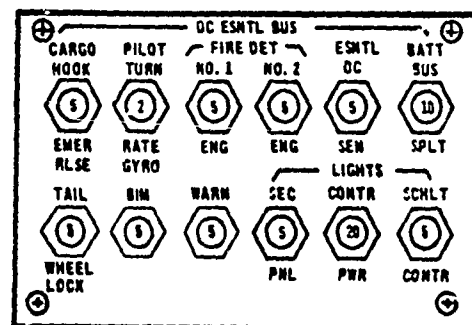 DC ESNTL BUS
CARGO PILOT FIRE DET ESNTL BATT
HOOK TURN NO. 1 NO. 2 DC BUS
5 2 5 5 5 10
EMER RATE ENG ENG SEN SPLT
RLSE GYRO
LIGHTS
TAIL BIM WARN SEC CONTR SCHLT
5 5 5 5 20 5
WHEEL PNL PWR CONTR
LOCK